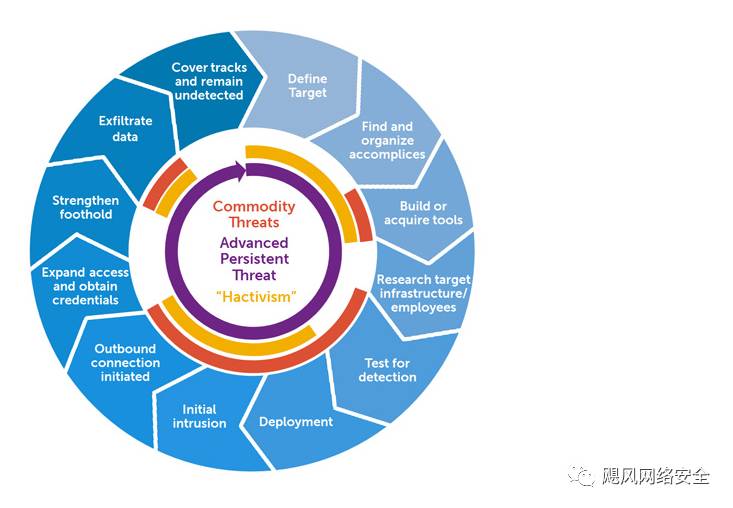 Define
Target
Find and
organize
accomplices
Build or
acquire tools
Research target
infrastructure/
employees
Test for
detection
Deployment
Initial
intrusion
Outbound
connection
initiated
Expand access
and obtain
credentials
Strengthen
foothold
Exfiltrate
data
Cover tracks
and remain
undetected
Commodity
Threats
Advanced
Persistent
Threat
“Hactivism”
飓风网络安全